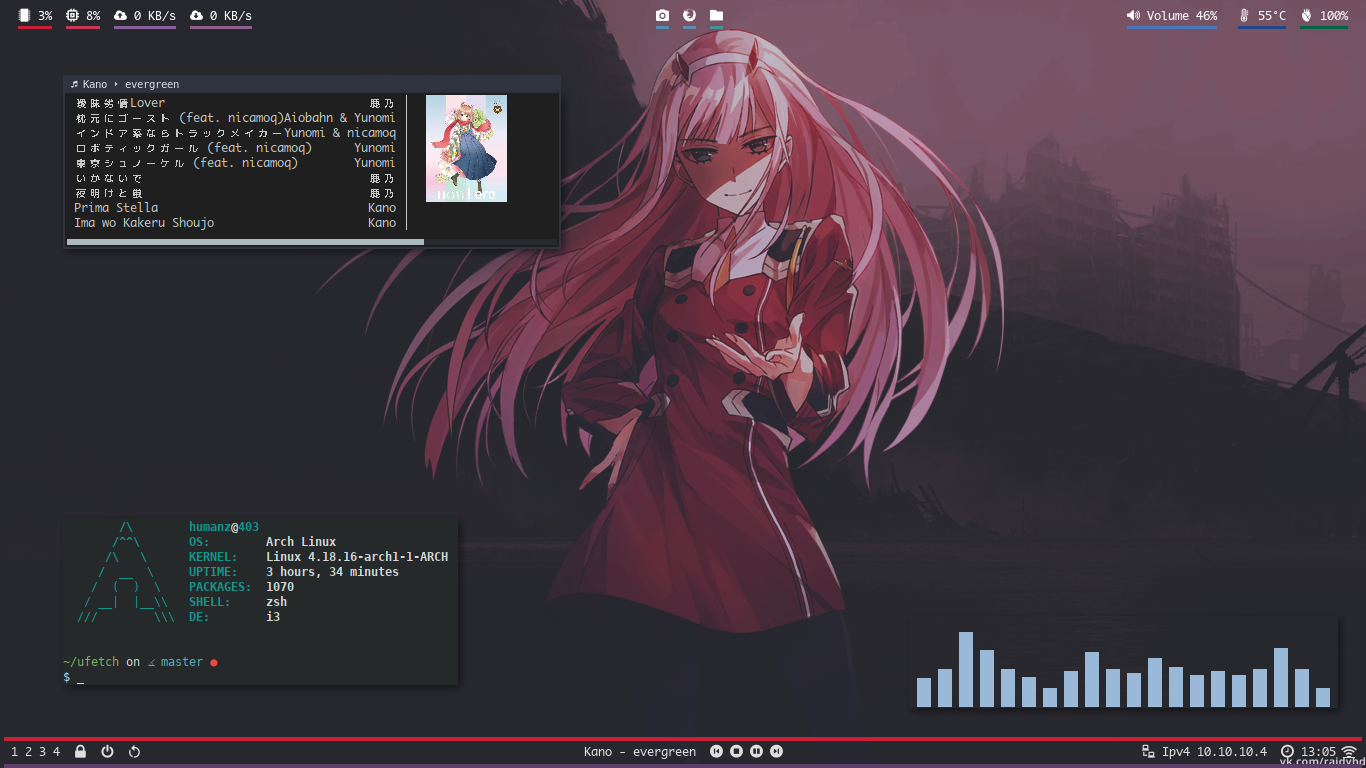 3% 8% 0 KB/s 0 KB/s Volume 46% 55°C 100%
Kano ‣ evergreen
曖昧劣情Lover 鹿乃
枕元にゴースト (feat. nicamoq)Aiobahn & Yunomi
インドア系ならトラックメイカーYunomi & nicamoq
ロボティックガール (feat. nicamoq) Yunomi
東京シュノーケル (feat. nicamoq) Yunomi
いかないで 鹿乃
夜明けと蛍 鹿乃
Prima Stella Kano
Ima wo Kakeru Shoujo Kano
humanz@403
OS: Arch Linux
KERNEL: Linux 4.18.16-arch1-1-ARCH
UPTIME: 3 hours, 34 minutes
PACKAGES: 1070
SHELL: zsh
DE: i3
~/ufetch on master
$ _
1 2 3 4 Kano - evergreen Ipv4 10.10.10.4 13:05